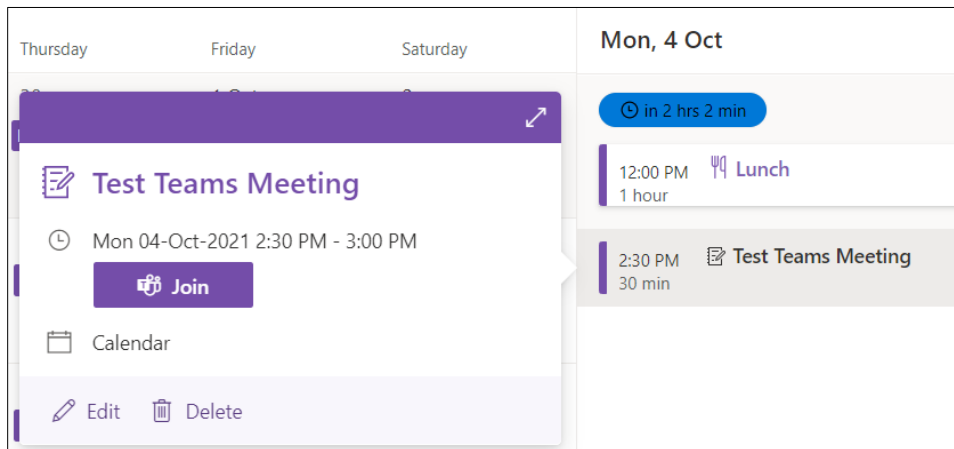 Thursday Friday Saturday
Test Teams Meeting
Mon 04-Oct-2021 2:30 PM - 3:00 PM
Join
Calendar
Edit Delete
Mon, 4 Oct
in 2 hrs 2 min
12:00 PM Lunch
1 hour
2:30 PM Test Teams Meeting
30 min